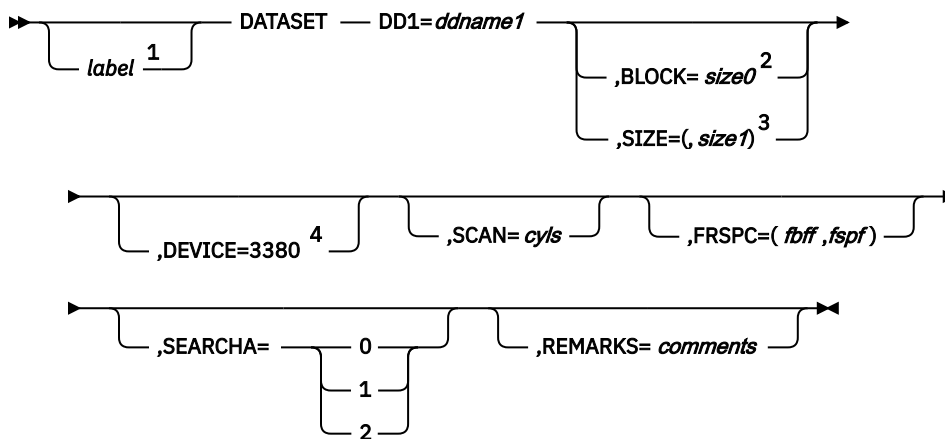 DATASET DD1=ddname1
label 1
,BLOCK= size0 2
,SIZE=(, size1) 3
,DEVICE=3380 4
,SCAN= cyls
,FRSPC=( fbff ,fspf )
,SEARCHA= 0
1
2
,REMARKS= comments